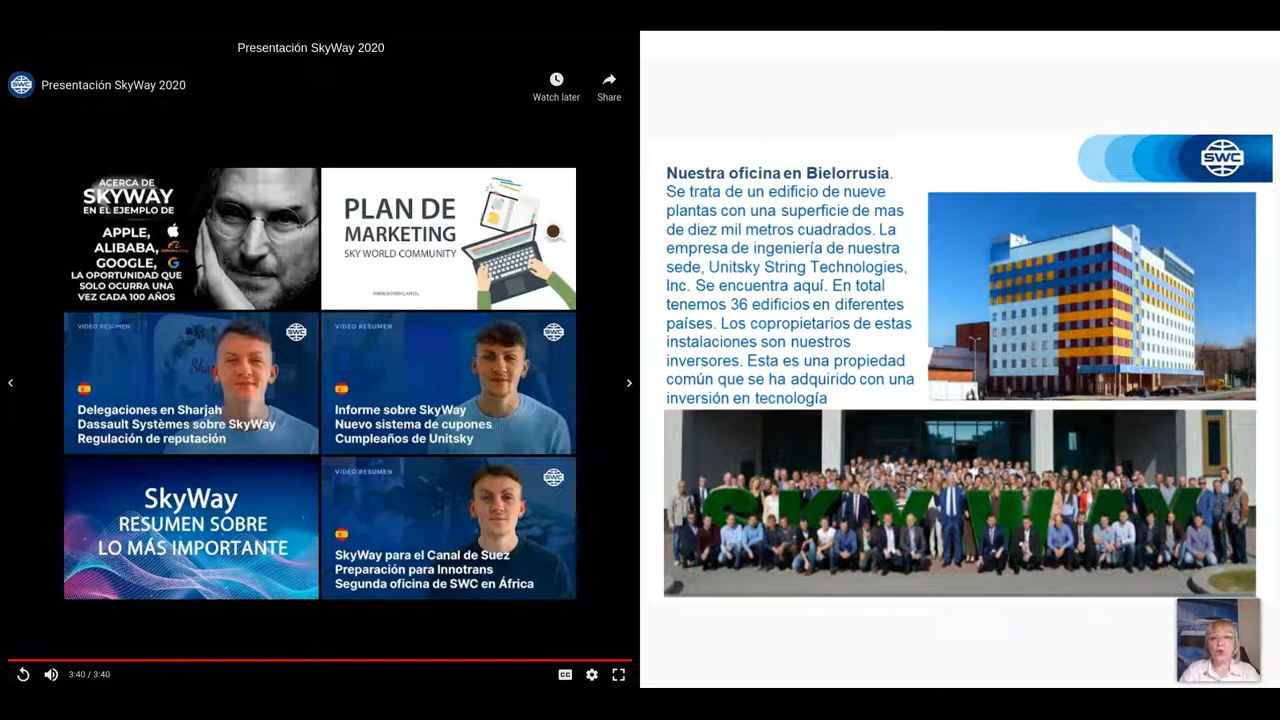 Presentación SkyWay 2020
SWC
Presentación SkyWay 2020
Watch later
Share
ACERCA DE
SKYWAY
EN EL EJEMPLO DE
APPLE,
ALIBABA,
GOOGLE,
LA OPORTUNIDAD QUE
SOLO OCURRA UNA
VEZ CADA 100 AÑOS
PLAN DE
MARKETING
SKY WORLD COMMUNITY
VIDEO RESUMEN
SWC
Delegaciones en Sharjah
Dassault Systèmes sobre SkyWay
Regulación de reputación
VIDEO RESUMEN
SWC
Informe sobre SkyWay
Nuevo sistema de cupones
Cumpleaños de Unitsky
SkyWay
RESUMEN SOBRE
LO MÁS IMPORTANTE
VIDEO RESUMEN
SWC
SkyWay para el Canal de Suez
Preparación para Innotrans
Segunda oficina de SWC en África
3:40 / 3:40
CC
SWC
Nuestra oficina en Bielorrusia.
Se trata de un edificio de nueve
plantas con una superficie de mas
de diez mil metros cuadrados. La
empresa de ingeniería de nuestra
sede, Unitsky String Technologies,
Inc. Se encuentra aquí. En total
tenemos 36 edificios en diferentes
países. Los copropietarios de estas
instalaciones son nuestros
inversores. Esta es una propiedad
común que se ha adquirido con una
inversión en tecnología
SKYWAY